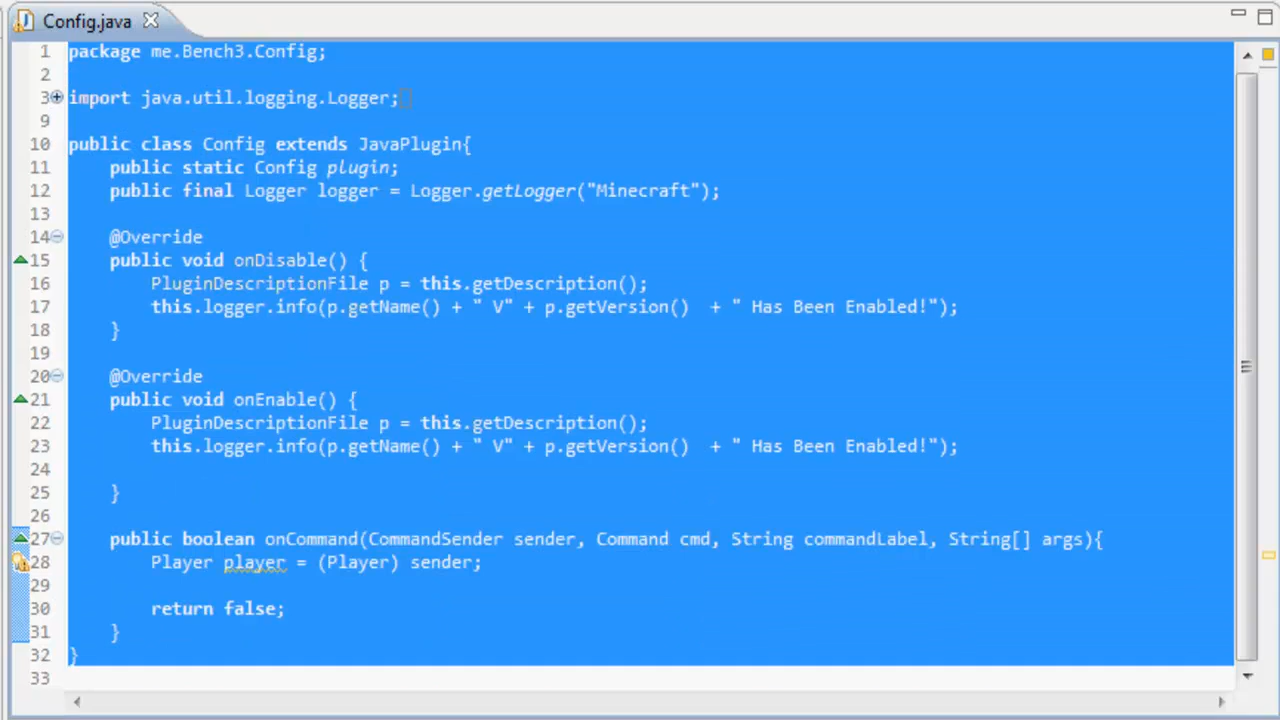 Config.java
1 package me.Bench3.Config;
2
3 import java.util.logging.Logger;
9
10 public class Config extends JavaPlugin{
11     public static Config plugin;
12     public final Logger logger = Logger.getLogger("Minecraft");
13
14     @Override
15     public void onDisable() {
16         PluginDescriptionFile p = this.getDescription();
17         this.logger.info(p.getName() + " V" + p.getVersion()  + " Has Been Enabled!");
18     }
19
20     @Override
21     public void onEnable() {
22         PluginDescriptionFile p = this.getDescription();
23         this.logger.info(p.getName() + " V" + p.getVersion()  + " Has Been Enabled!");
24
25     }
26
27     public boolean onCommand(CommandSender sender, Command cmd, String commandLabel, String[] args){
28         Player player = (Player) sender;
29
30         return false;
31     }
32 }
33